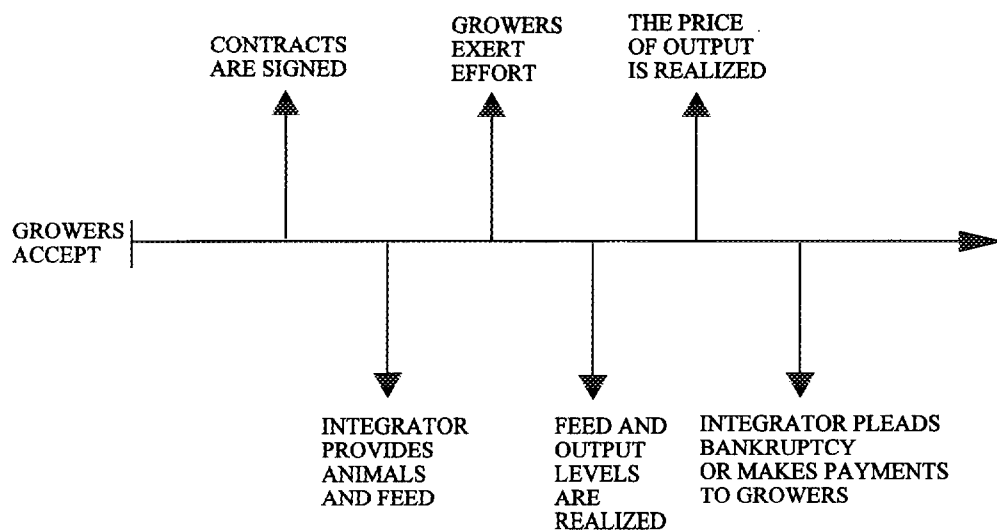 CONTRACTS
ARE SIGNED
GROWERS
EXERT
EFFORT
THE PRICE
OF OUTPUT
IS REALIZED
GROWERS
ACCEPT
INTEGRATOR
PROVIDES
ANIMALS
AND FEED
FEED AND
OUTPUT
LEVELS
ARE
REALIZED
INTEGRATOR PLEADS
BANKRUPTCY
OR MAKES PAYMENTS
TO GROWERS